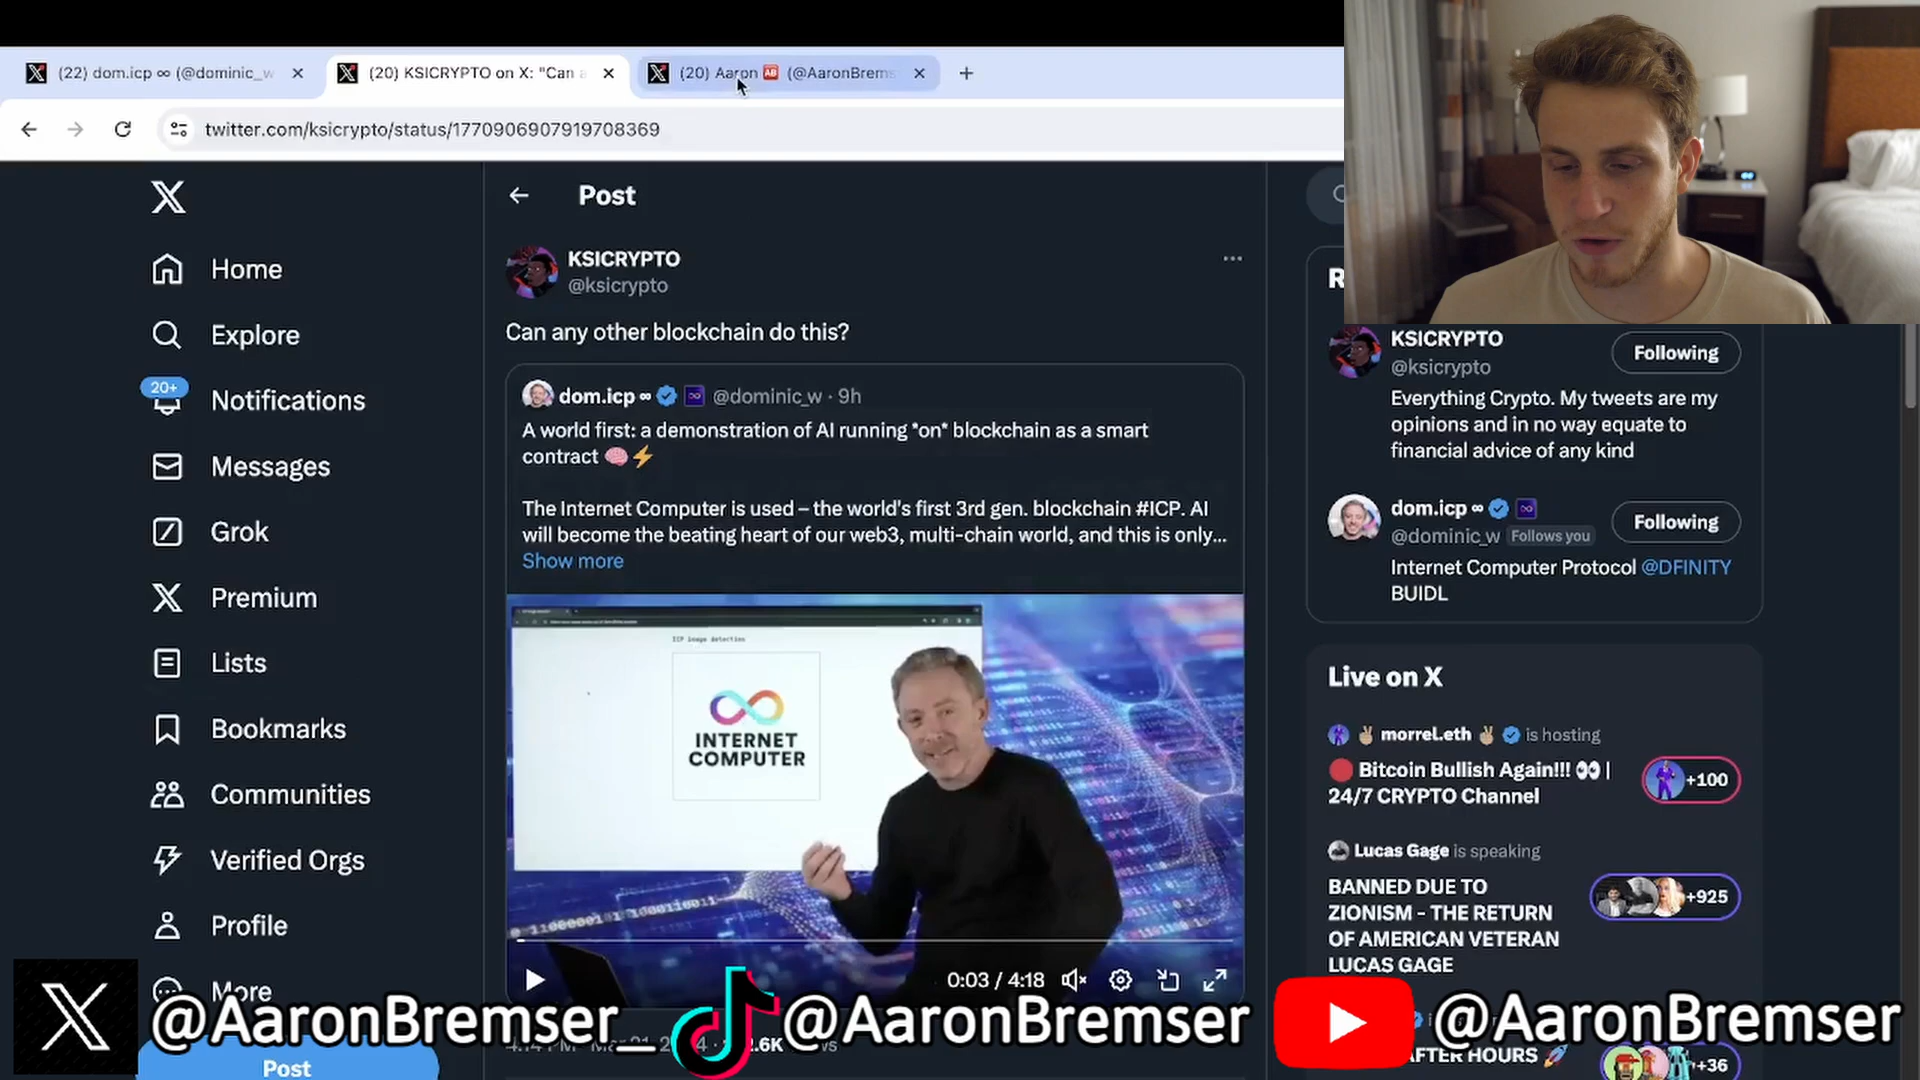 (22) dom.icp ∞ (@dominic_w
(20) KSICRYPTO on X: "Can a
(20) Aaron 🆎 (@AaronBrems
twitter.com/ksicrypto/status/1770906907919708369
Home
Explore
20+
Notifications
Messages
Grok
Premium
Lists
Bookmarks
Communities
Verified Orgs
Profile
More
Post
Post
KSICRYPTO
@ksicrypto
Can any other blockchain do this?
dom.icp ∞ @dominic_w · 9h
A world first: a demonstration of AI running *on* blockchain as a smart
contract 🧠⚡
The Internet Computer is used – the world's first 3rd gen. blockchain #ICP. AI
will become the beating heart of our web3, multi-chain world, and this is only...
Show more
ICP image detection
INTERNET
COMPUTER
0:03 / 4:18
2.6K
R
KSICRYPTO
@ksicrypto
Following
Everything Crypto. My tweets are my
opinions and in no way equate to
financial advice of any kind
dom.icp ∞
@dominic_w Follows you
Following
Internet Computer Protocol @DFINITY
BUIDL
Live on X
✌🏼 morrel.eth ✌🏼 is hosting
🔴 Bitcoin Bullish Again!!! 👀 |
24/7 CRYPTO Channel
+100
Lucas Gage is speaking
BANNED DUE TO
ZIONISM - THE RETURN
OF AMERICAN VETERAN
LUCAS GAGE
+925
AFTER HOURS 🚀
+36
@AaronBremser_
@AaronBremser
@AaronBremser